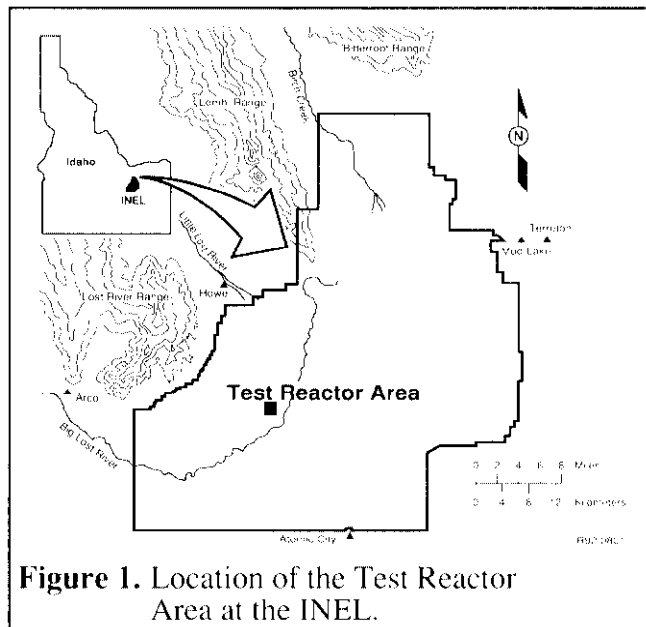 Bitterroot Range
Birch Creek
Lemhi Range
Idaho
INEL
N
Terreton
Mud Lake
Little Lost River
Howe
Lost River Range
Test Reactor Area
Arco
Big Lost River
0 2 4 6 8 Miles
0 4 8 12 Kilometers
Atomic City
Figure 1. Location of the Test Reactor
Area at the INEL.